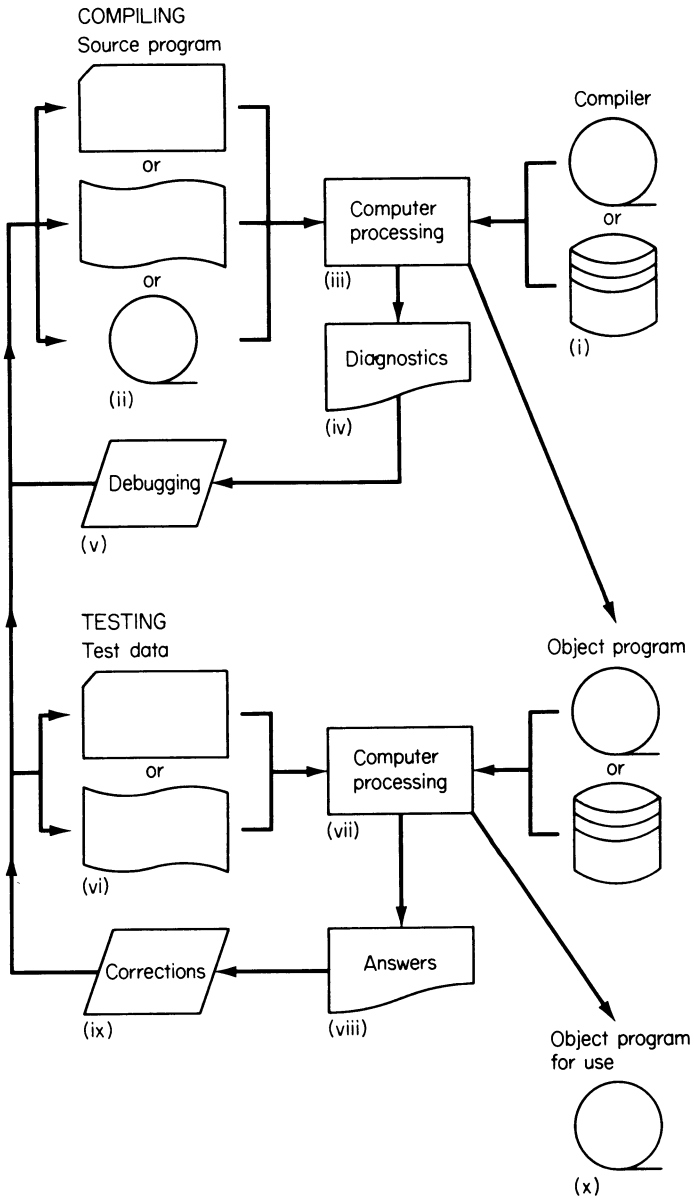 COMPILING
Source program
or
or
(ii)
Compiler
or
(i)
Computer
processing
(iii)
Diagnostics
(iv)
Debugging
(v)
TESTING
Test data
or
(vi)
Computer
processing
(vii)
Object program
or
Answers
(viii)
Corrections
(ix)
Object program
for use
(x)